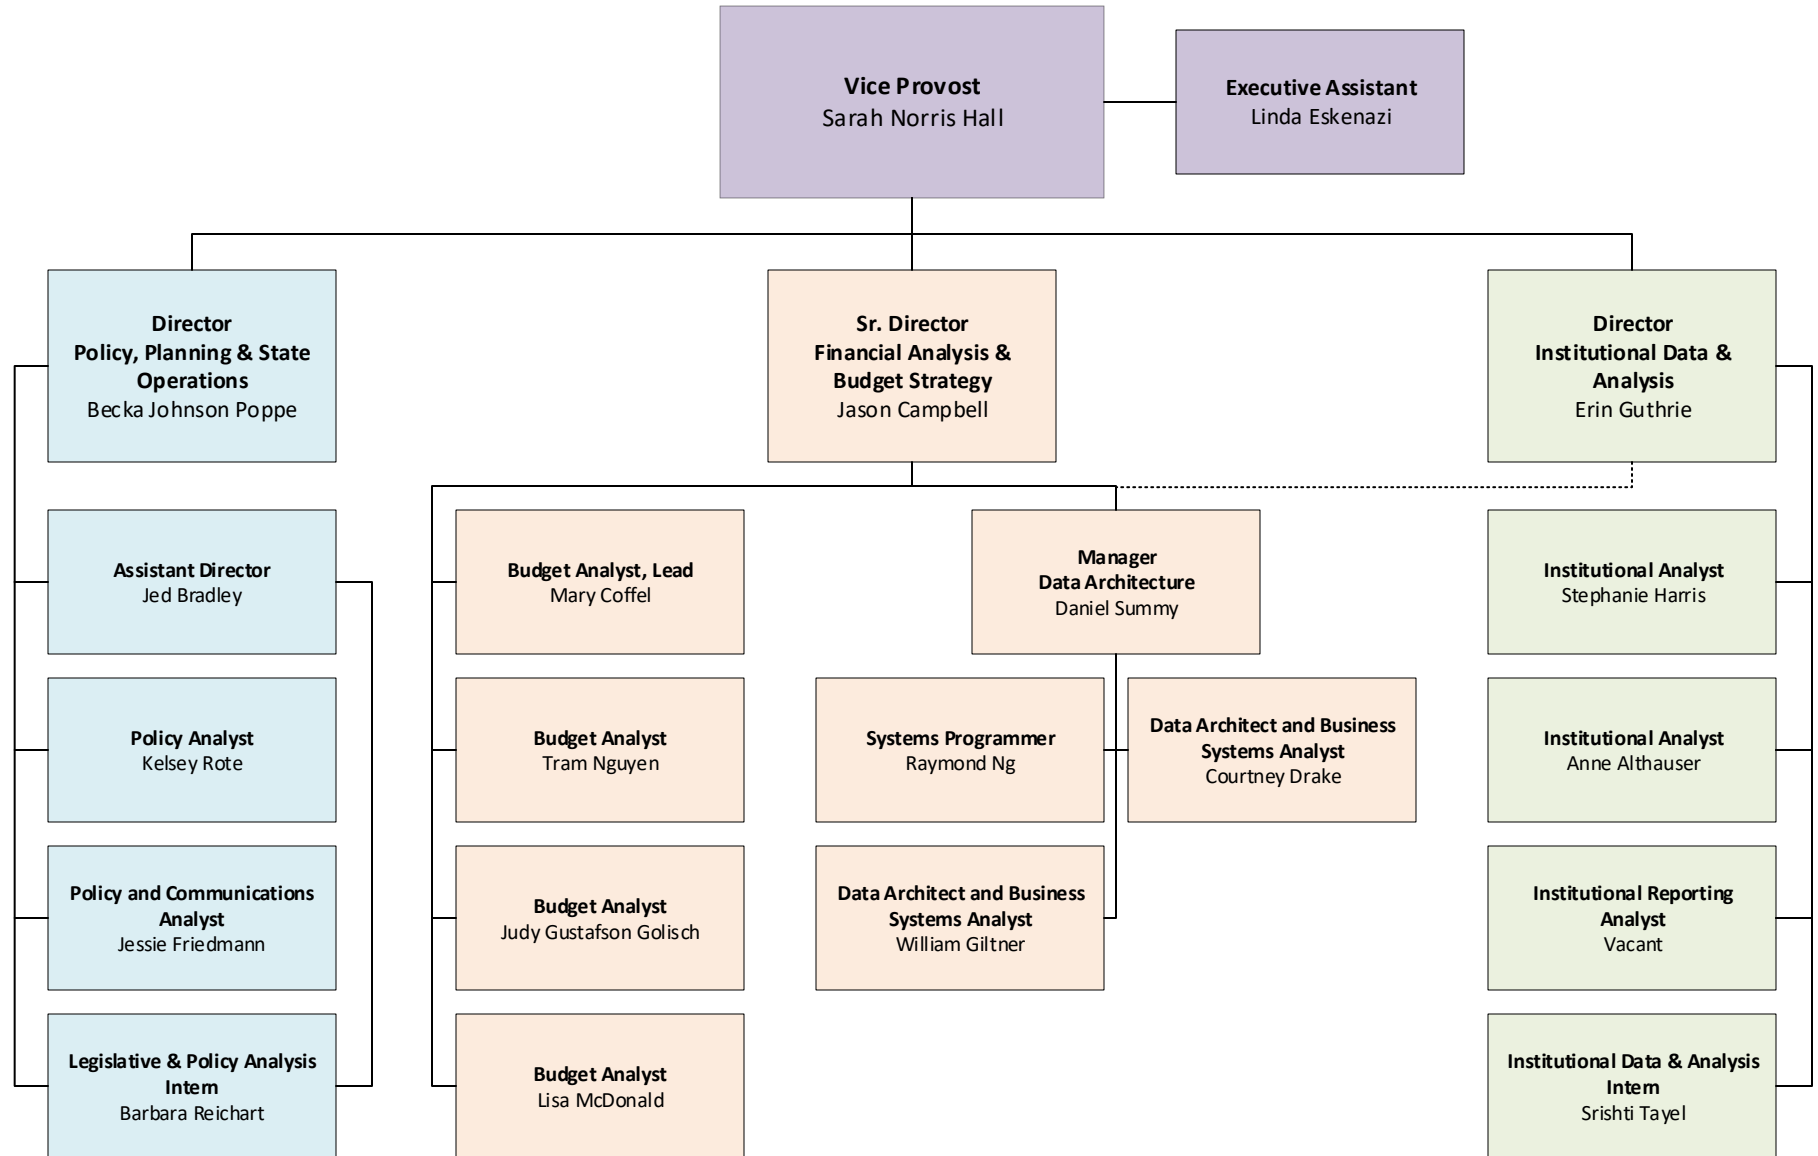 Vice Provost
Sarah Norris Hall
Executive Assistant
Linda Eskenazi
Director
Policy, Planning & State
Operations
Becka Johnson Poppe
Sr. Director
Financial Analysis &
Budget Strategy
Jason Campbell
Director
Institutional Data &
Analysis
Erin Guthrie
Assistant Director
Jed Bradley
Budget Analyst, Lead
Mary Coffel
Manager
Data Architecture
Daniel Summy
Institutional Analyst
Stephanie Harris
Policy Analyst
Kelsey Rote
Budget Analyst
Tram Nguyen
Systems Programmer
Raymond Ng
Data Architect and Business
Systems Analyst
Courtney Drake
Institutional Analyst
Anne Althauser
Policy and Communications
Analyst
Jessie Friedmann
Budget Analyst
Judy Gustafson Golisch
Data Architect and Business
Systems Analyst
William Giltner
Institutional Reporting
Analyst
Vacant
Legislative & Policy Analysis
Intern
Barbara Reichart
Budget Analyst
Lisa McDonald
Institutional Data & Analysis
Intern
Srishti Tayel